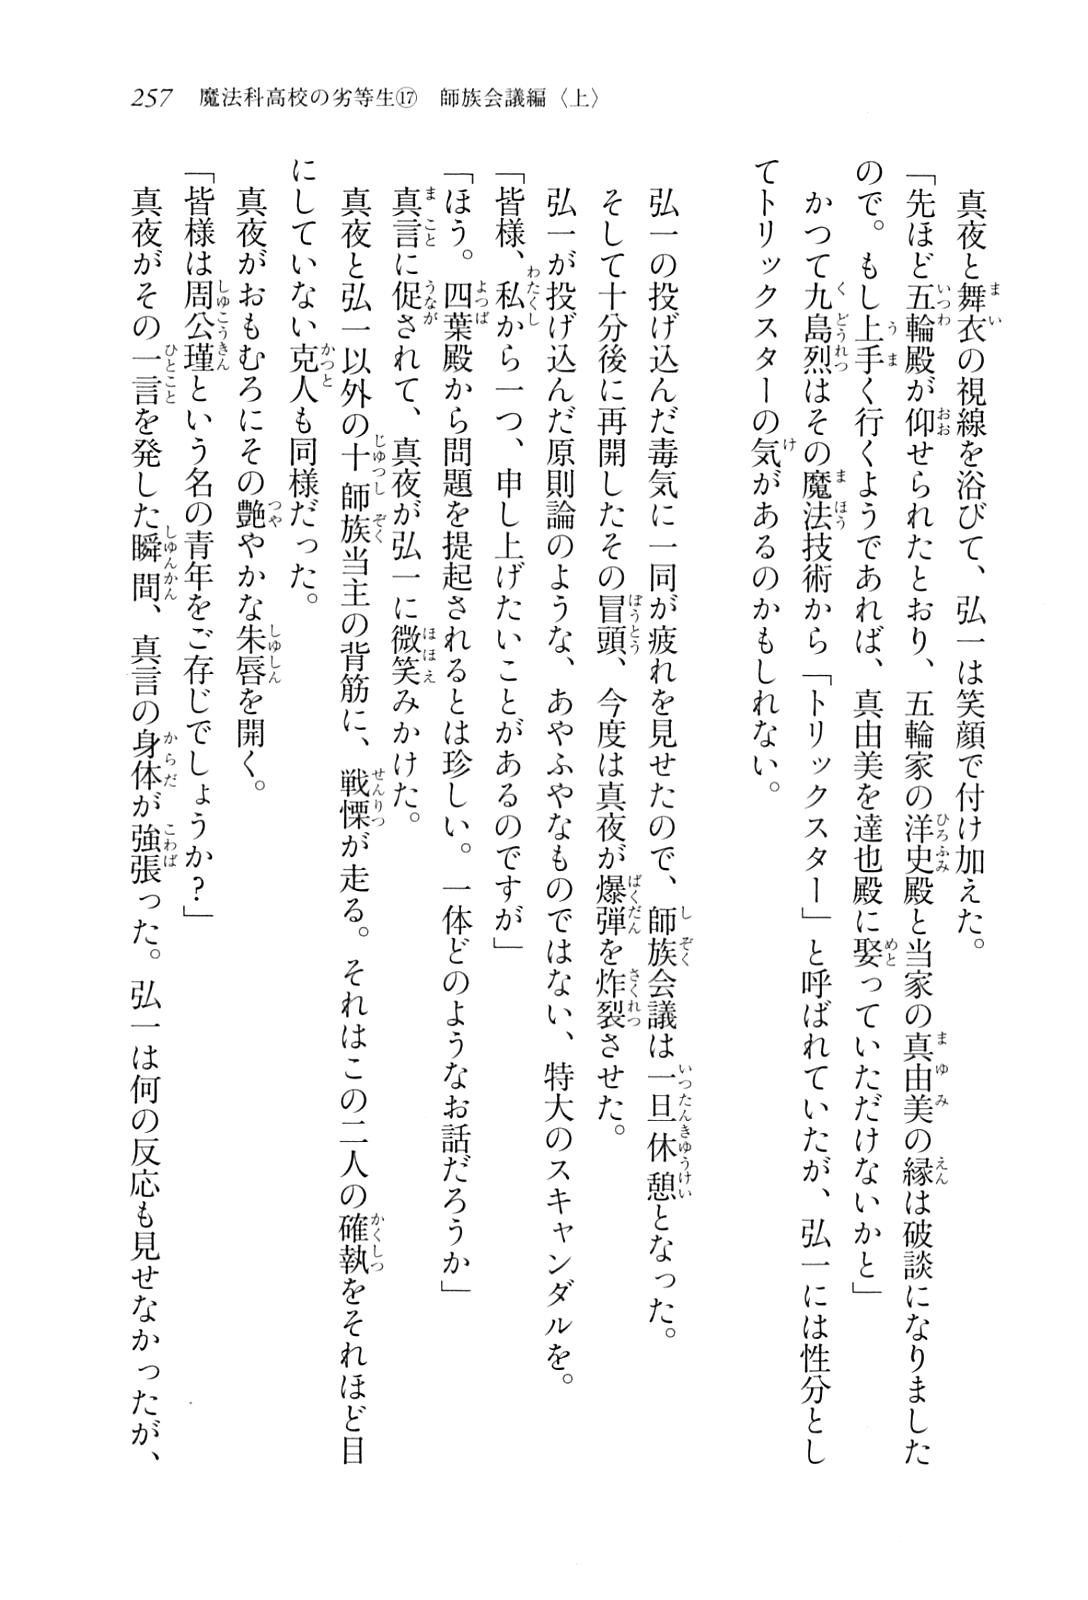 257　魔法科高校の劣等生⑰　師族会議編〈上〉
真夜と舞衣の視線を浴びて、弘一は笑顔で付け加えた。
「先ほど五輪殿が仰せられたとおり、五輪家の洋史殿と当家の真由美の縁は破談になりました
ので。もし上手く行くようであれば、真由美を達也殿に娶っていただけないかと」
かつて九島烈はその魔法技術から「トリックスター」と呼ばれていたが、弘一には性分とし
てトリックスターの気があるのかもしれない。
弘一の投げ込んだ毒気に一同が疲れを見せたので、師族会議は一旦休憩となった。
そして十分後に再開したその冒頭、今度は真夜が爆弾を炸裂させた。
弘一が投げ込んだ原則論のような、あやふやなものではない、特大のスキャンダルを。
「皆様、私から一つ、申し上げたいことがあるのですが」
「ほう。四葉殿から問題を提起されるとは珍しい。一体どのようなお話だろうか」
真言に促されて、真夜が弘一に微笑みかけた。
真夜と弘一以外の十師族当主の背筋に、戦慄が走る。それはこの二人の確執をそれほど目
にしていない克人も同様だった。
真夜がおもむろにその艶やかな朱唇を開く。
「皆様は周公瑾という名の青年をご存じでしょうか？」
真夜がその一言を発した瞬間、真言の身体が強張った。弘一は何の反応も見せなかったが、